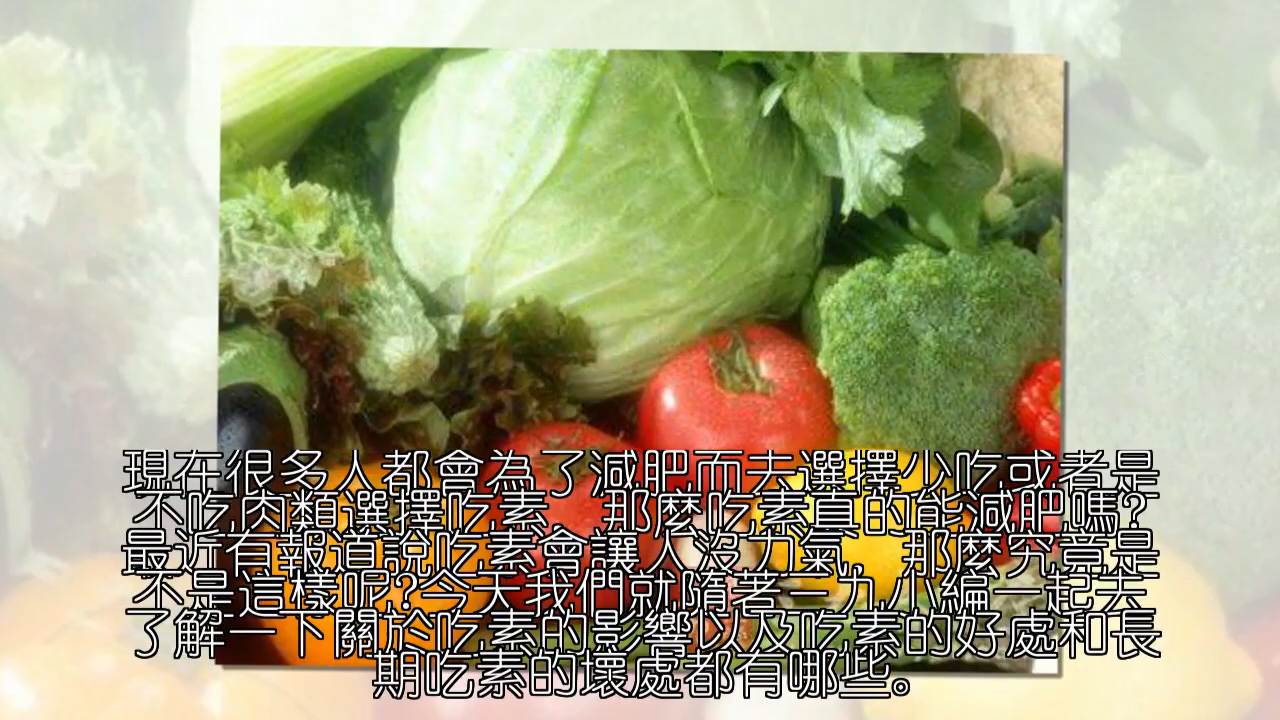 現在很多人都會為了減肥而去選擇少吃或者是
不吃肉類選擇吃素，那麼吃素真的能減肥嗎?
最近有報道說吃素會讓人沒力氣，那麼究竟是
不是這樣呢?今天我們就隨著三九小編一起去
了解一下關於吃素的影響以及吃素的好處和長
期吃素的壞處都有哪些。